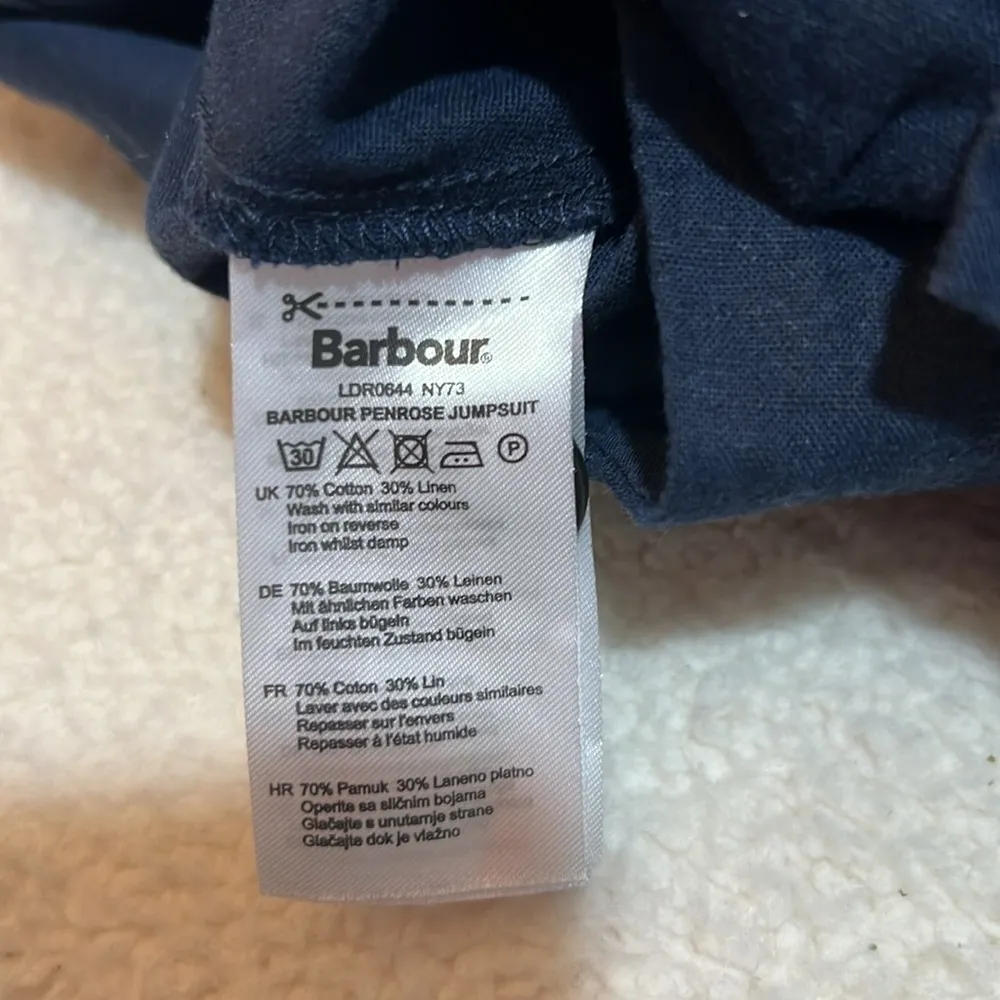 Barbour®
LDR0644 NY73
BARBOUR PENROSE JUMPSUIT
30 P
UK 70% Cotton 30% Linen
Wash with similar colours
Iron on reverse
Iron whilst damp
DE 70% Baumwolle 30% Leinen
Mit ähnlichen Farben waschen
Auf links bügeln
Im feuchten Zustand bügeln
FR 70% Coton 30% Lin
Laver avec des couleurs similaires
Repasser sur l'envers
Repasser à l'état humide
HR 70% Pamuk 30% Laneno platno
Operite sa sličnim bojama
Glačajte s unutarnje strane
Glačajte dok je vlažno